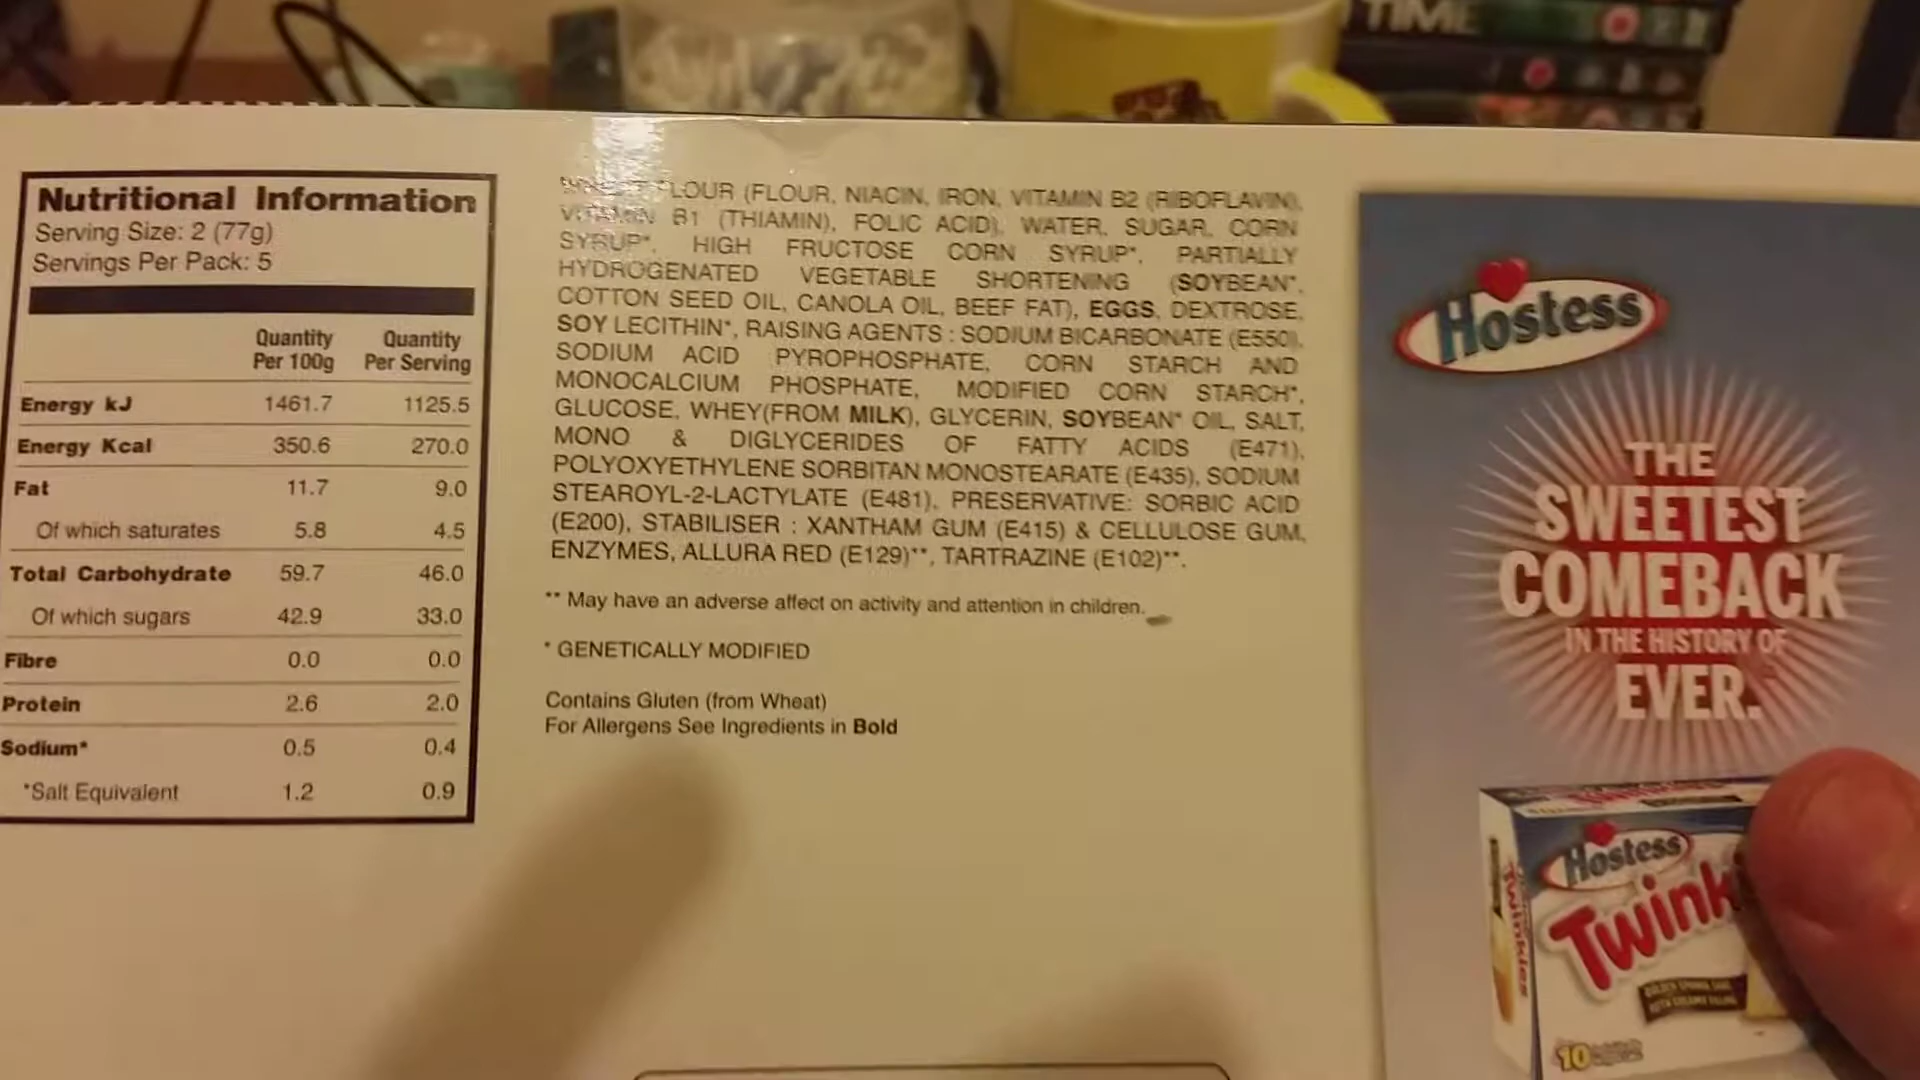 TIME
Nutritional Information
Serving Size: 2 (77g)
Servings Per Pack: 5
Quantity Per 100g Quantity Per Serving
Energy kJ 1461.7 1125.5
Energy Kcal 350.6 270.0
Fat 11.7 9.0
Of which saturates 5.8 4.5
Total Carbohydrate 59.7 46.0
Of which sugars 42.9 33.0
Fibre 0.0 0.0
Protein 2.6 2.0
Sodium* 0.5 0.4
*Salt Equivalent 1.2 0.9
FLOUR (FLOUR, NIACIN, IRON, VITAMIN B2 (RIBOFLAVIN),
VITAMIN B1 (THIAMIN), FOLIC ACID), WATER, SUGAR, CORN
SYRUP*, HIGH FRUCTOSE CORN SYRUP*, PARTIALLY
HYDROGENATED VEGETABLE SHORTENING (SOYBEAN*,
COTTON SEED OIL, CANOLA OIL, BEEF FAT), EGGS, DEXTROSE,
SOY LECITHIN*, RAISING AGENTS : SODIUM BICARBONATE (E550),
SODIUM ACID PYROPHOSPHATE, CORN STARCH AND
MONOCALCIUM PHOSPHATE, MODIFIED CORN STARCH*,
GLUCOSE, WHEY(FROM MILK), GLYCERIN, SOYBEAN* OIL, SALT,
MONO & DIGLYCERIDES OF FATTY ACIDS (E471),
POLYOXYETHYLENE SORBITAN MONOSTEARATE (E435), SODIUM
STEAROYL-2-LACTYLATE (E481), PRESERVATIVE: SORBIC ACID
(E200), STABILISER : XANTHAM GUM (E415) & CELLULOSE GUM,
ENZYMES, ALLURA RED (E129)**, TARTRAZINE (E102)**.
** May have an adverse affect on activity and attention in children.
* GENETICALLY MODIFIED
Contains Gluten (from Wheat)
For Allergens See Ingredients in Bold
Hostess
THE
SWEETEST
COMEBACK
IN THE HISTORY OF
EVER.
Hostess
Twink
Twinkies
GOLDEN SPONGE CAKE
WITH CREAMY FILLING
10